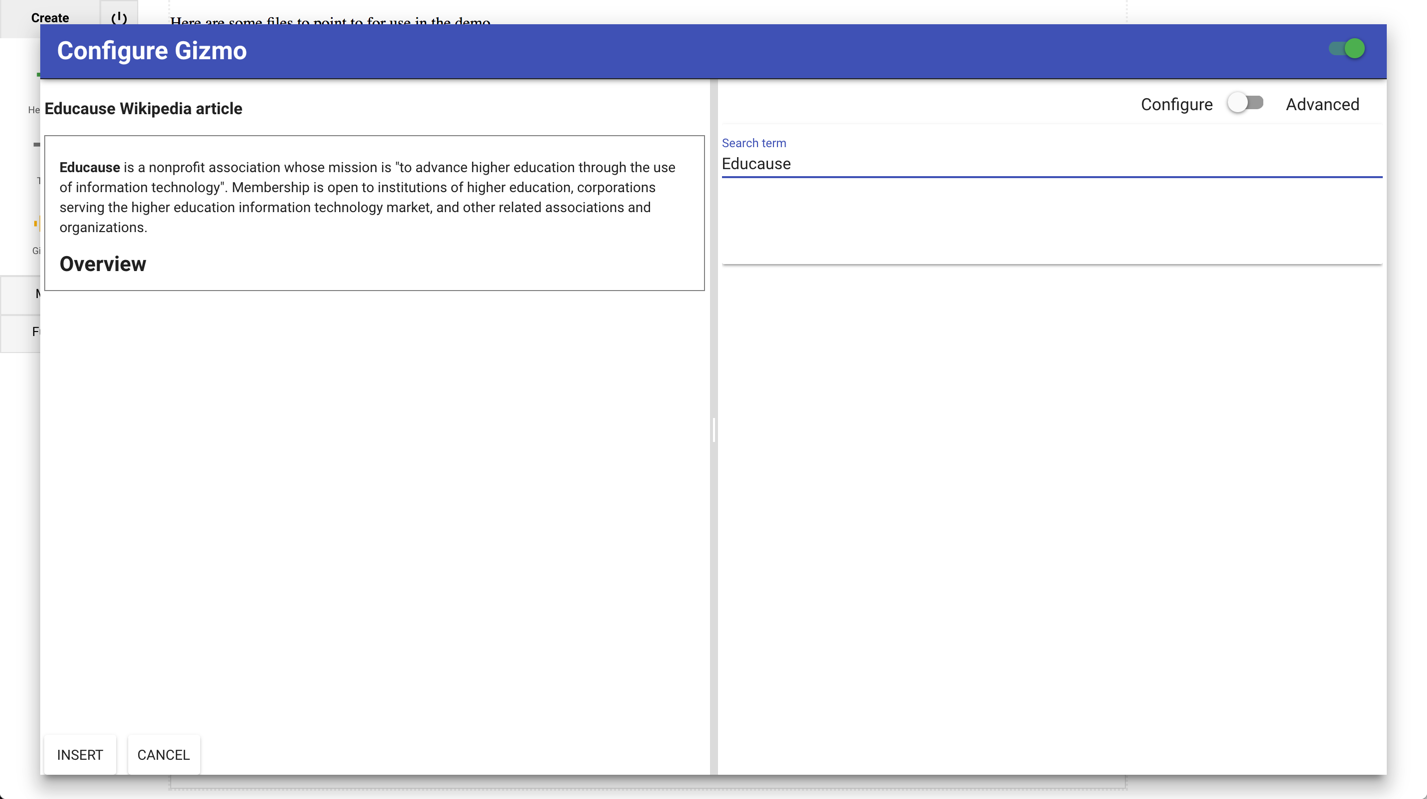 Create
Here are some files to point to for use in the demo
Configure Gizmo
Educause Wikipedia article
Configure
Advanced
Search term
Educause
Educause is a nonprofit association whose mission is "to advance higher education through the use
of information technology". Membership is open to institutions of higher education, corporations
serving the higher education information technology market, and other related associations and
organizations.
Overview
INSERT
CANCEL